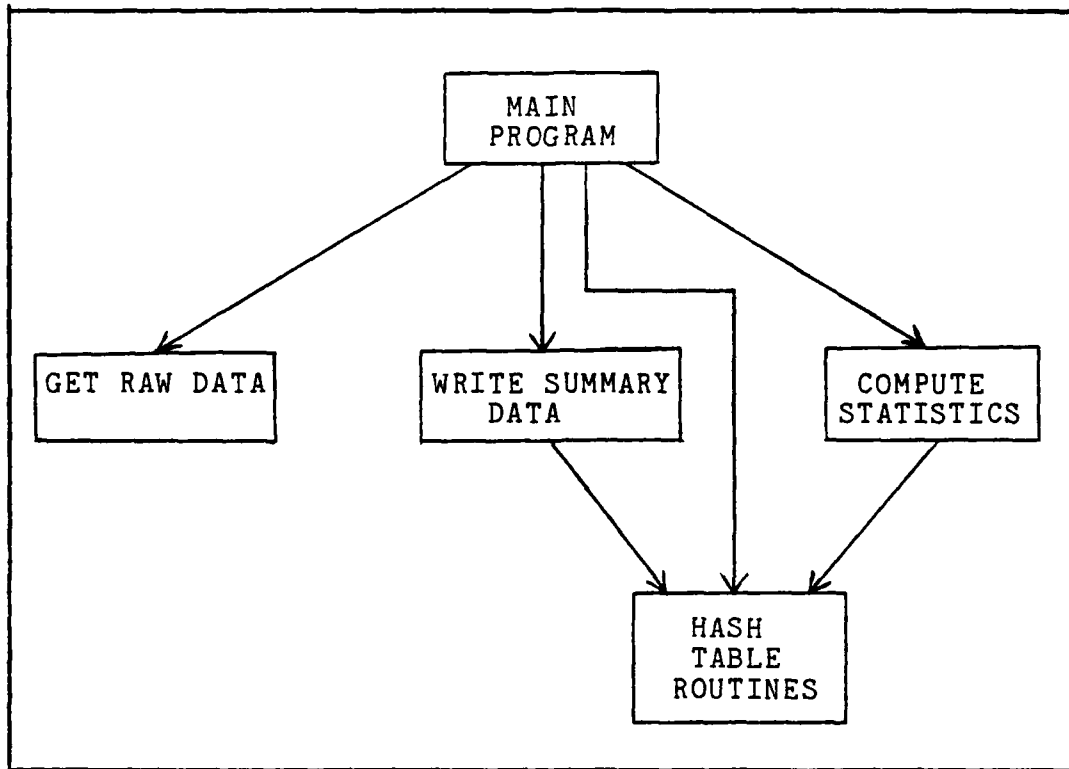 MAIN
PROGRAM
GET RAW DATA
WRITE SUMMARY
DATA
COMPUTE
STATISTICS
HASH
TABLE
ROUTINES